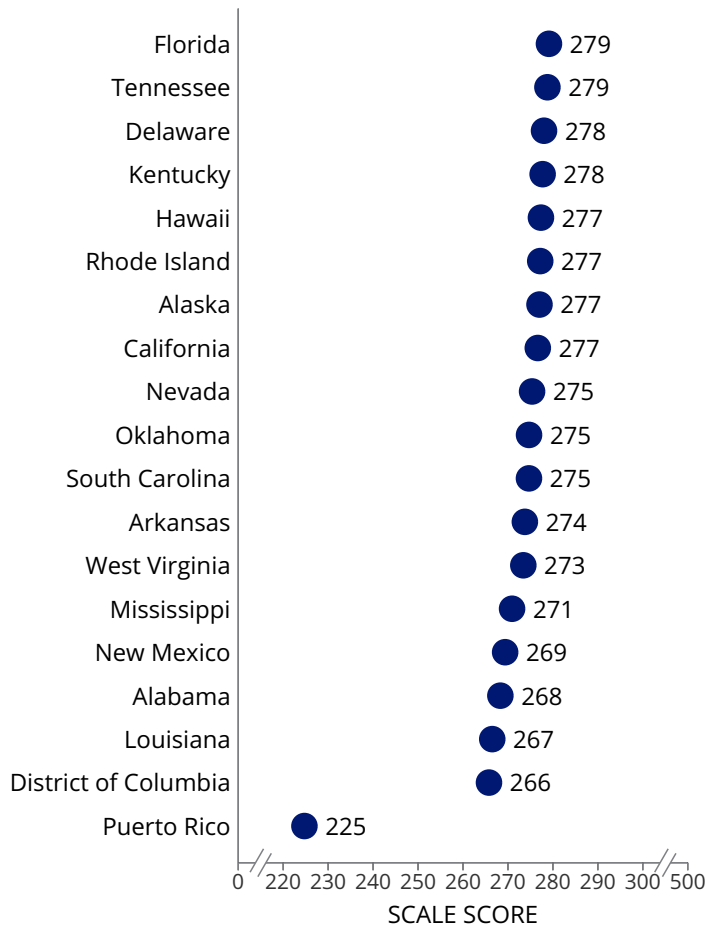 Florida 279
Tennessee 279
Delaware 278
Kentucky 278
Hawaii 277
Rhode Island 277
Alaska 277
California 277
Nevada 275
Oklahoma 275
South Carolina 275
Arkansas 274
West Virginia 273
Mississippi 271
New Mexico 269
Alabama 268
Louisiana 267
District of Columbia 266
Puerto Rico 225
0 220 230 240 250 260 270 280 290 300 500
SCALE SCORE